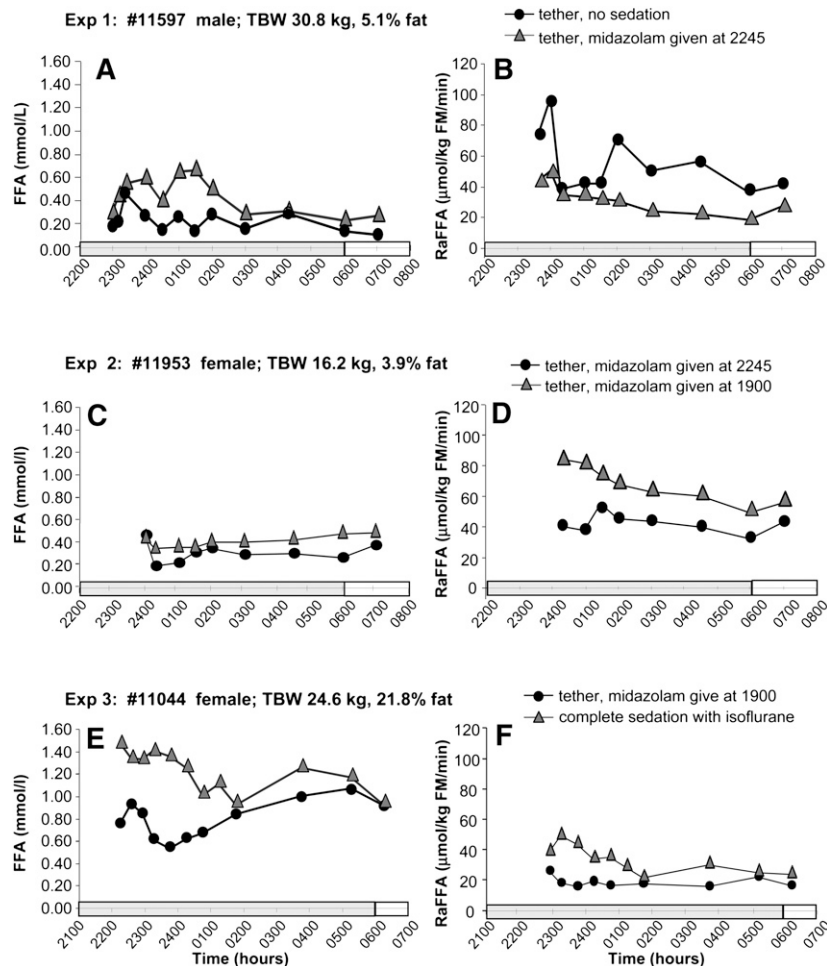 Exp 1: #11597 male; TBW 30.8 kg, 5.1% fat
tether, no sedation
tether, midazolam given at 2245
A
FFA (mmol/L)
1.60
1.40
1.20
1.00
0.80
0.60
0.40
0.20
0.00
2200 2300 2400 0100 0200 0300 0400 0500 0600 0700 0800
B
RaFFA (μmol/kg FM/min)
120
100
80
60
40
20
0
2200 2300 2400 0100 0200 0300 0400 0500 0600 0700 0800
Exp 2: #11953 female; TBW 16.2 kg, 3.9% fat
tether, midazolam given at 2245
tether, midazolam given at 1900
C
FFA (mmol/l)
1.60
1.40
1.20
1.00
0.80
0.60
0.40
0.20
0.00
2200 2300 2400 0100 0200 0300 0400 0500 0600 0700 0800
D
RaFFA (μmol/kg FM/min)
120
100
80
60
40
20
0
2200 2300 2400 0100 0200 0300 0400 0500 0600 0700 0800
Exp 3: #11044 female; TBW 24.6 kg, 21.8% fat
tether, midazolam give at 1900
complete sedation with isoflurane
E
FFA (mmol/l)
1.60
1.40
1.20
1.00
0.80
0.60
0.40
0.20
0.00
2100 2200 2300 2400 0100 0200 0300 0400 0500 0600 0700
Time (hours)
F
RaFFA (μmol/kg FM/min)
120
100
80
60
40
20
0
2100 2200 2300 2400 0100 0200 0300 0400 0500 0600 0700
Time (hours)